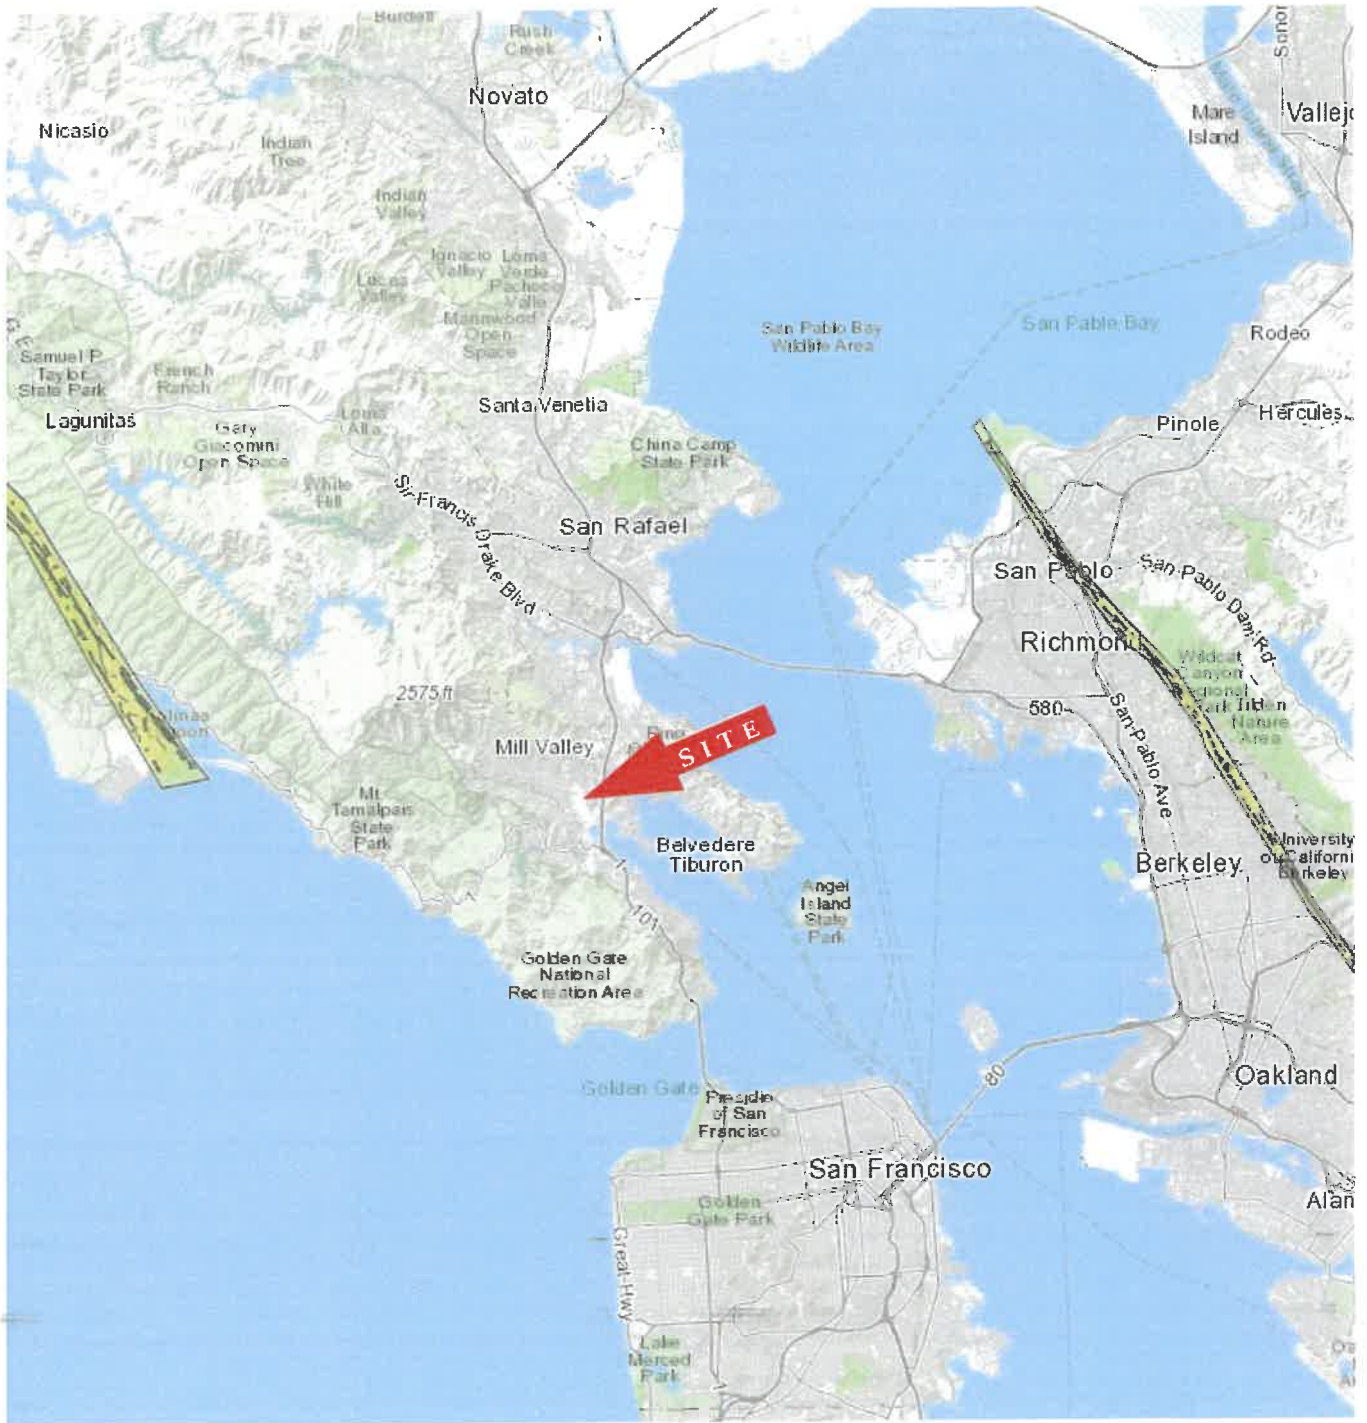 Burdell
Rush
Creek
Novato
Nicasio
Indian
Tree
Indian
Valley
Mare
Island
Vallejo
Ignacio
Valley
Loma
Verde
Pacheco
Valle
Lucas
Valley
Marinwood
Open
Space
San Pablo Bay
Wildlife Area
San Pablo Bay
Rodeo
Samuel P
Taylor
State Park
French
Ranch
Lagunitas
Loma
Alta
Gary
Giacomini
Open Space
White
Hill
Santa Venetia
China Camp
State Park
Pinole
Hercules
Sir Francis Drake Blvd
San Rafael
San Pablo
San Pablo Dam Rd
Richmond
Wildcat
Canyon
Regional
Park
Tilden
Nature
Area
580
San Pablo Ave
2575 ft
Mill Valley
SITE
Mt
Tamalpais
State
Park
Belvedere
Tiburon
Berkeley
University
of Californi
Berkeley
Angel
Island
State
Park
1
1
101
Golden Gate
National
Recreation Area
80
Oakland
Golden Gate
Presidio
of San
Francisco
San Francisco
Golden
Gate Park
Alan
Great Hwy
Lake
Merced
Park
1